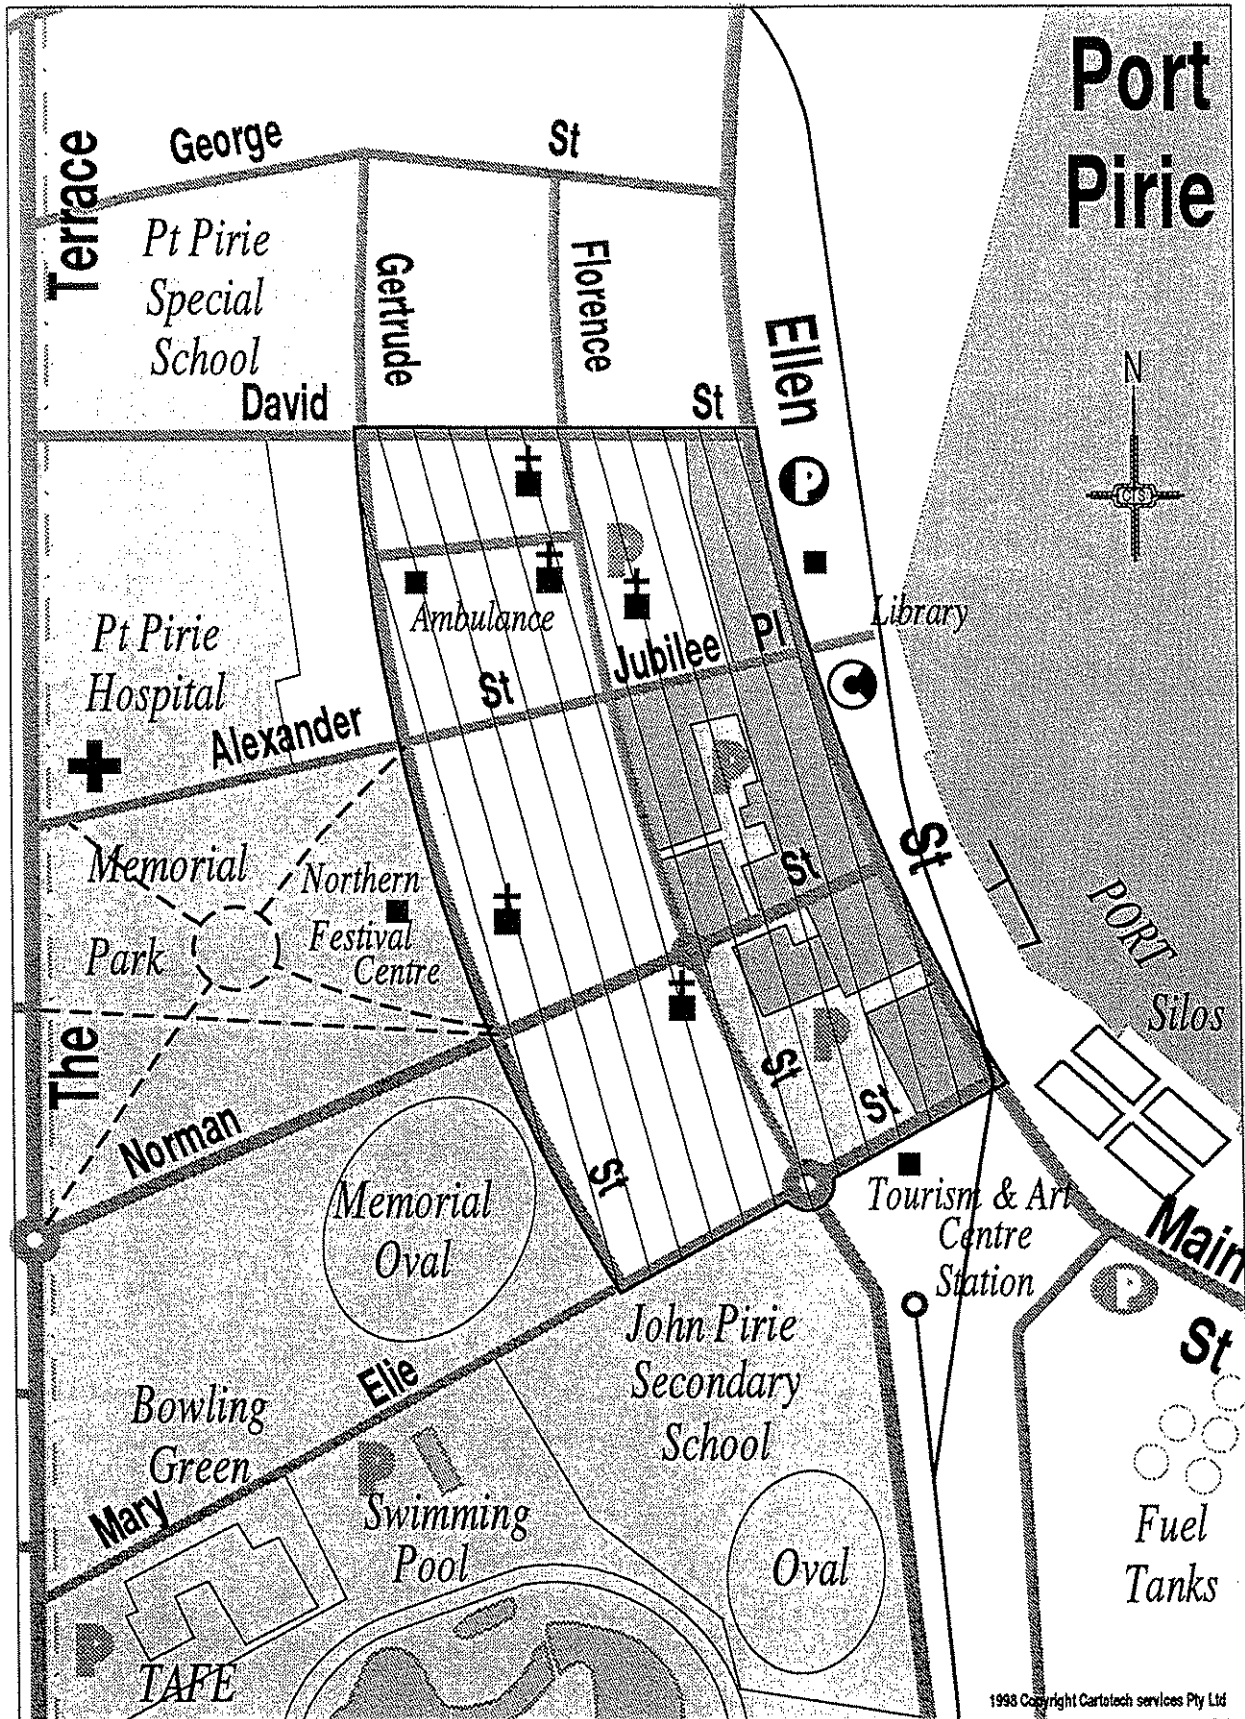 Port
Pirie
George St
Terrace
Pt Pirie
Special
School
Gertrude
Florence
Ellen
David St
N
P
CTS
P
Ambulance
Library
Pt Pirie
Hospital
Jubilee Pl
St
Alexander
C
P
St
St
Memorial
Park
Northern
Festival
Centre
PORT
Silos
The
P
St
St
Norman
St
Memorial
Oval
Tourism & Art
Centre
Station
Main
St
P
John Pirie
Secondary
School
Elie
Bowling
Green
P
Mary
Swimming
Pool
Oval
Fuel
Tanks
P
TAFE
1998 Copyright Cartotech services Pty Ltd